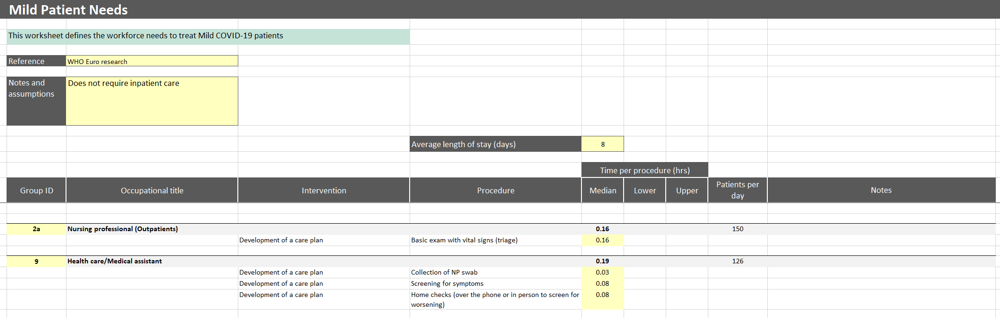 Mild Patient Needs
This worksheet defines the workforce needs to treat Mild COVID-19 patients
Reference WHO Euro research
Notes and assumptions Does not require inpatient care
Average length of stay (days) 8
Time per procedure (hrs)
Group ID Occupational title Intervention Procedure Median Lower Upper Patients per day Notes
2a Nursing professional (Outpatients) 0.16 150
Development of a care plan Basic exam with vital signs (triage) 0.16
9 Health care/Medical assistant 0.19 126
Development of a care plan Collection of NP swab 0.03
Development of a care plan Screening for symptoms 0.08
Development of a care plan Home checks (over the phone or in person to screen for 0.08
worsening)